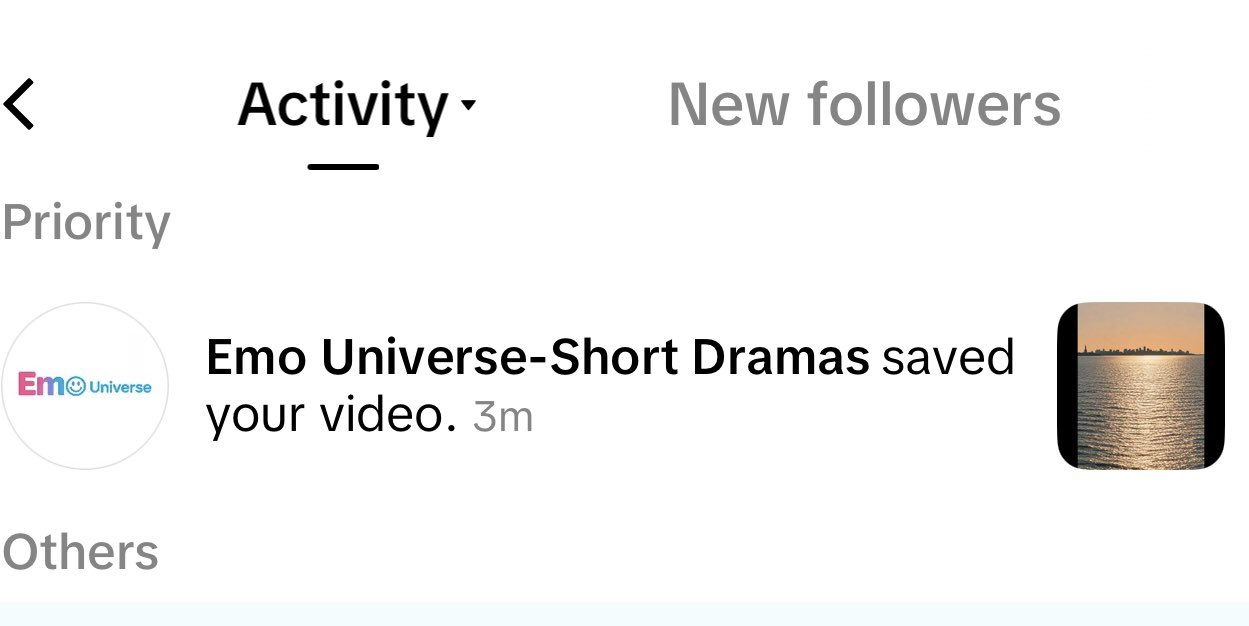 Activity
New followers
Priority
Emo Universe
Emo Universe-Short Dramas saved
your video. 3m
Others